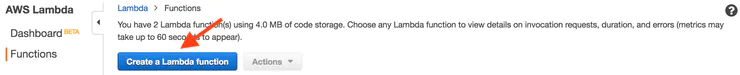 AWS Lambda
Dashboard BETA
Functions
Lambda > Functions
You have 2 Lambda function(s) using 4.0 MB of code storage. Choose any Lambda function to view details on invocation requests, duration, and errors (metrics may
take up to 60 seconds to appear).
Create a Lambda function
Actions